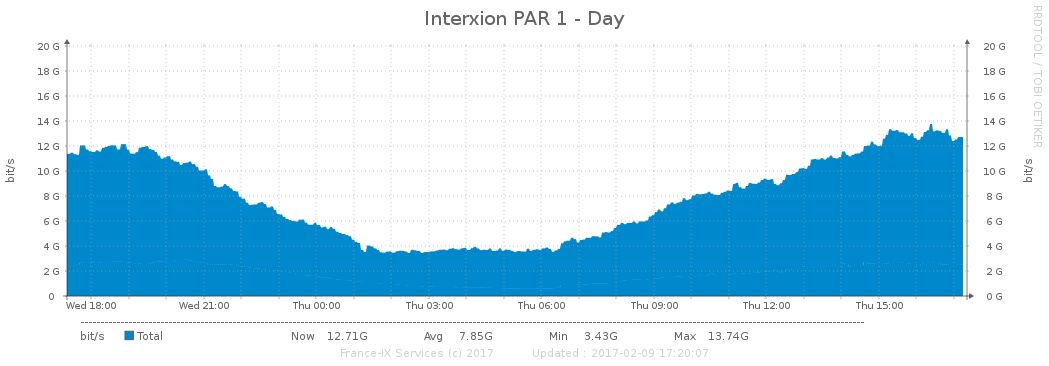 Interxion PAR 1 - Day
RRDTOOL / TOBI OETIKER
20 G 20 G
18 G 18 G
16 G 16 G
14 G 14 G
12 G 12 G
10 G 10 G
8 G 8 G
6 G 6 G
4 G 4 G
2 G 2 G
0 0 G
bit/s bit/s
Wed 18:00 Wed 21:00 Thu 00:00 Thu 03:00 Thu 06:00 Thu 09:00 Thu 12:00 Thu 15:00
bit/s Total Now 12.71G Avg 7.85G Min 3.43G Max 13.74G
France-IX Services (c) 2017 Updated : 2017-02-09 17:20:07